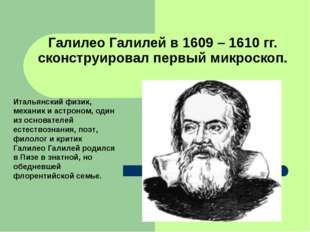 Галилео Галилей в 1609 – 1610 гг.
сконструировал первый микроскоп.
Итальянский физик,
механик и астроном, один
из основателей
естествознания, поэт,
филолог и критик
Галилео Галилей родился
в Пизе в знатной, но
обедневшей
флорентийской семье.